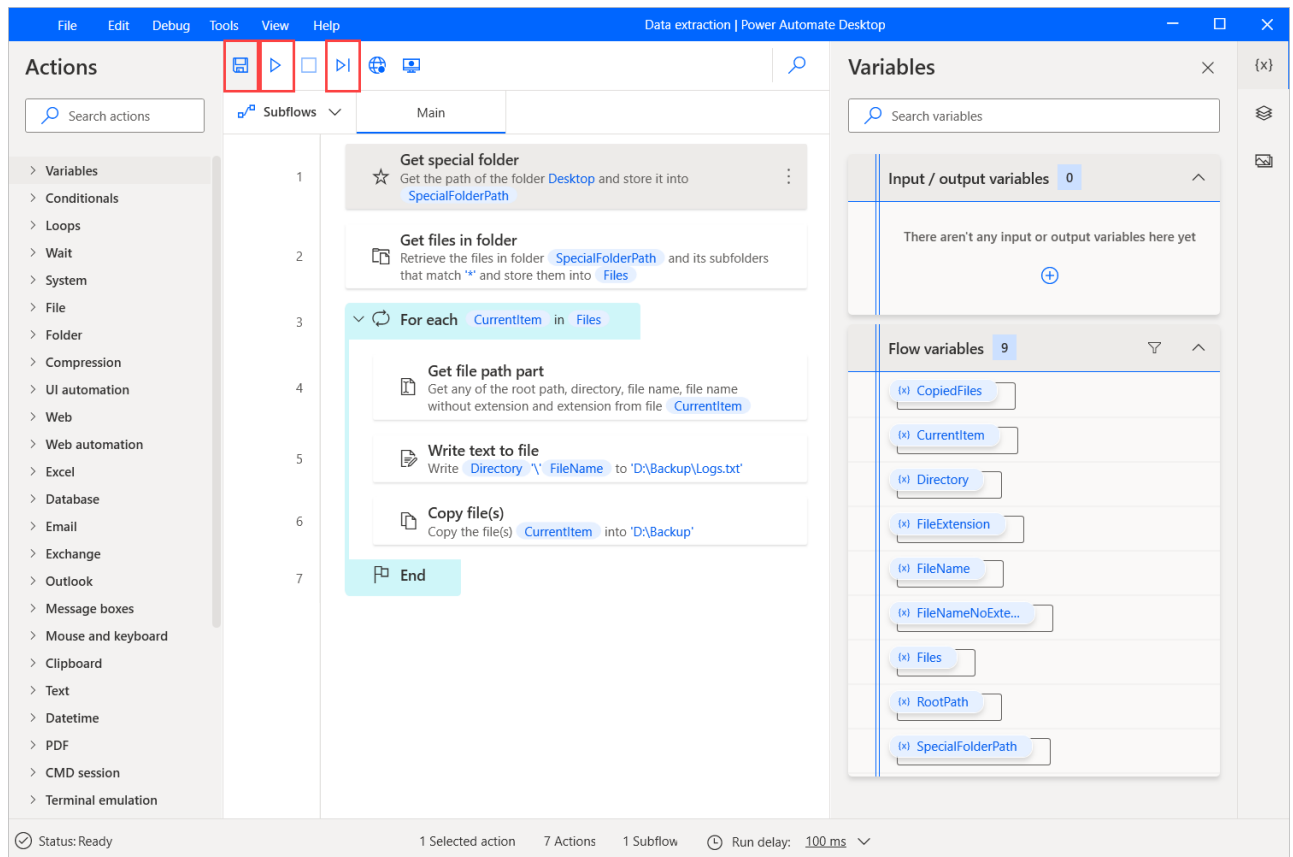 File Edit Debug Tools View Help
Data extraction | Power Automate Desktop
Actions
Search actions
Variables
Conditionals
Loops
Wait
System
File
Folder
Compression
UI automation
Web
Web automation
Excel
Database
Email
Exchange
Outlook
Message boxes
Mouse and keyboard
Clipboard
Text
Datetime
PDF
CMD session
Terminal emulation
Subflows
Main
1
Get special folder
Get the path of the folder Desktop and store it into
SpecialFolderPath
2
Get files in folder
Retrieve the files in folder SpecialFolderPath and its subfolders
that match '*' and store them into Files
3
For each CurrentItem in Files
4
Get file path part
Get any of the root path, directory, file name, file name
without extension and extension from file CurrentItem
5
Write text to file
Write Directory '\' FileName to 'D:\Backup\Logs.txt'
6
Copy file(s)
Copy the file(s) CurrentItem into 'D:\Backup'
7
End
Variables
{x}
Search variables
Input / output variables 0
There aren't any input or output variables here yet
Flow variables 9
(x) CopiedFiles
(x) CurrentItem
(x) Directory
(x) FileExtension
(x) FileName
(x) FileNameNoExte...
(x) Files
(x) RootPath
(x) SpecialFolderPath
Status: Ready
1 Selected action
7 Actions
1 Subflow
Run delay: 100 ms